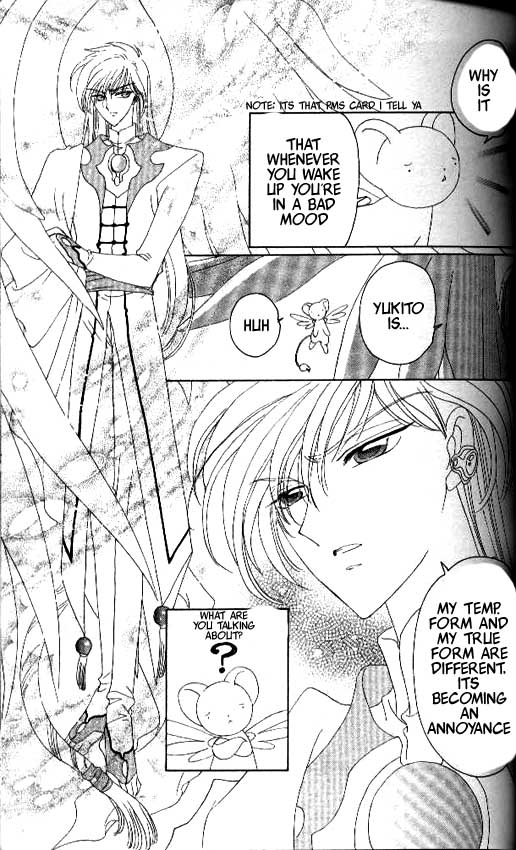 WHY
IS
IT
NOTE: ITS THAT PMS CARD I TELL YA
THAT
WHENEVER
YOU WAKE
UP YOU'RE
IN A BAD
MOOD
YUKITO
IS...
HUH
MY TEMP.
FORM AND
MY TRUE
FORM ARE
DIFFERENT.
ITS
BECOMING
AN
ANNOYANCE
WHAT ARE
YOU TALKING
ABOUT?
?